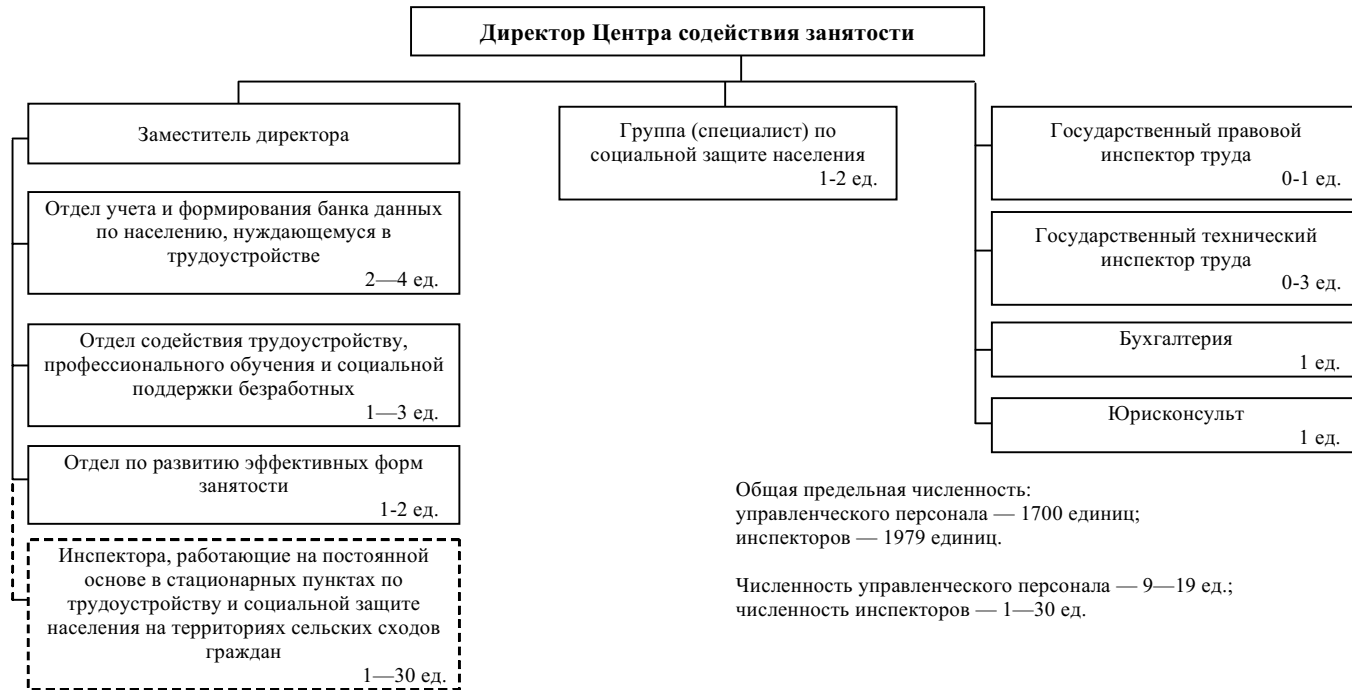 Директор Центра содействия занятости
Заместитель директора
Отдел учета и формирования банка данных
по населению, нуждающемуся в
трудоустройстве
2—4 ед.
Отдел содействия трудоустройству,
профессионального обучения и социальной
поддержки безработных
1—3 ед.
Отдел по развитию эффективных форм
занятости
1-2 ед.
Инспектора, работающие на постоянной
основе в стационарных пунктах по
трудоустройству и социальной защите
населения на территориях сельских сходов
граждан
1—30 ед.
Группа (специалист) по
социальной защите населения
1-2 ед.
Государственный правовой
инспектор труда
0-1 ед.
Государственный технический
инспектор труда
0-3 ед.
Бухгалтерия
1 ед.
Юрисконсульт
1 ед.
Общая предельная численность:
управленческого персонала — 1700 единиц;
инспекторов — 1979 единиц.
Численность управленческого персонала — 9—19 ед.;
численность инспекторов — 1—30 ед.